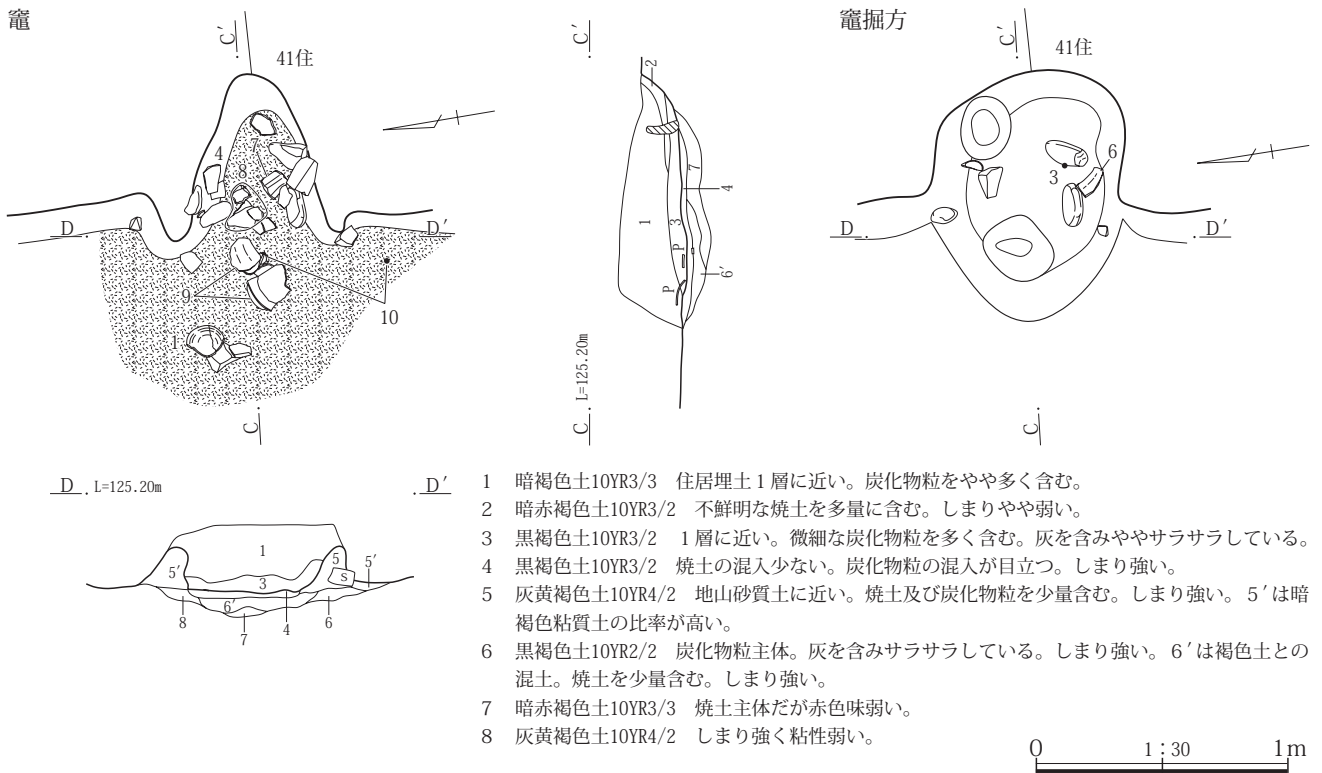 竈
C′
41住
4
7
8
D
D′
9
10
1
C
C′
2
1
3
7
4
P
P
6′
C L=125.20m
竈掘方
C′
41住
6
3
D
D′
C
D L=125.20m
D′
1
5′
3
5
S
5′
6′
8
7
4
6
1 暗褐色土10YR3/3 住居埋土１層に近い。炭化物粒をやや多く含む。
2 暗赤褐色土10YR3/2 不鮮明な焼土を多量に含む。しまりやや弱い。
3 黒褐色土10YR3/2 １層に近い。微細な炭化物粒を多く含む。灰を含みややサラサラしている。
4 黒褐色土10YR3/2 焼土の混入少ない。炭化物粒の混入が目立つ。しまり強い。
5 灰黄褐色土10YR4/2 地山砂質土に近い。焼土及び炭化物粒を少量含む。しまり強い。５′は暗
褐色粘質土の比率が高い。
6 黒褐色土10YR2/2 炭化物粒主体。灰を含みサラサラしている。しまり強い。６′は褐色土との
混土。焼土を少量含む。しまり強い。
7 暗赤褐色土10YR3/3 焼土主体だが赤色味弱い。
8 灰黄褐色土10YR4/2 しまり強く粘性弱い。
0 1：30 1m